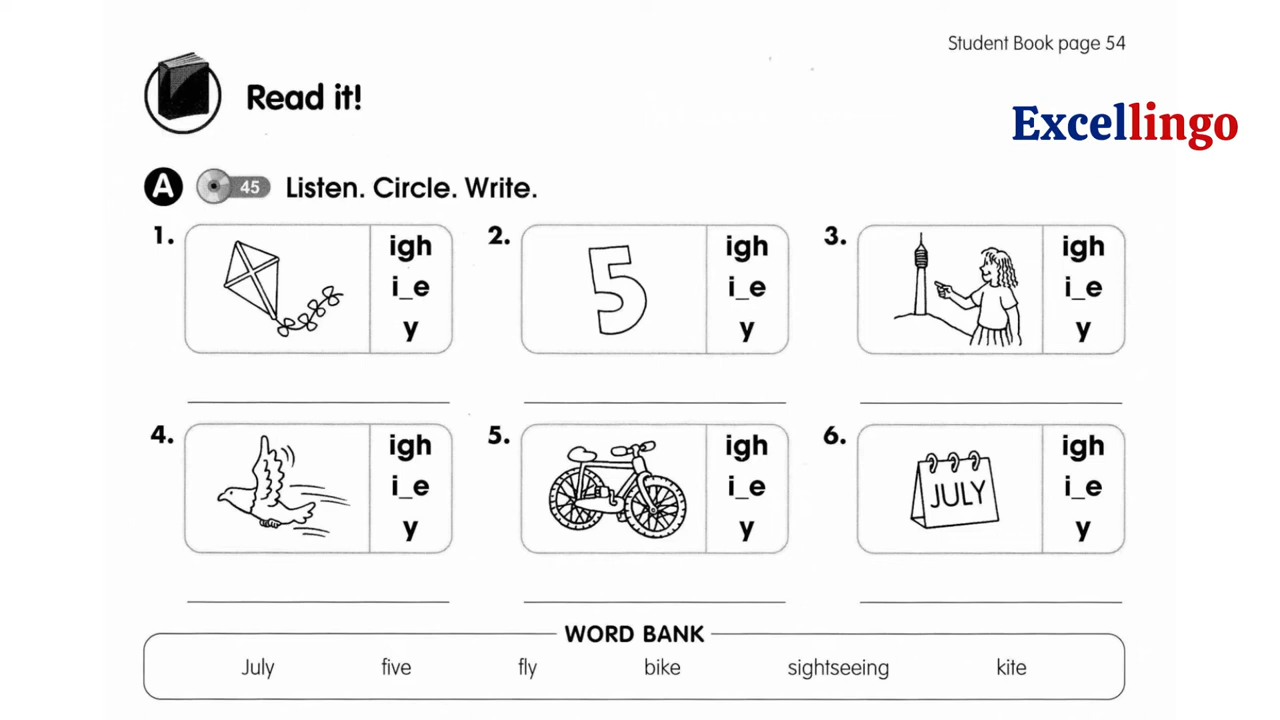 Student Book page 54
Read it!
Excellingo
A 45 Listen. Circle. Write.
1. igh
i_e
y
2. 5 igh
i_e
y
3. igh
i_e
y
4. igh
i_e
y
5. igh
i_e
y
6. JULY igh
i_e
y
WORD BANK
July five fly bike sightseeing kite